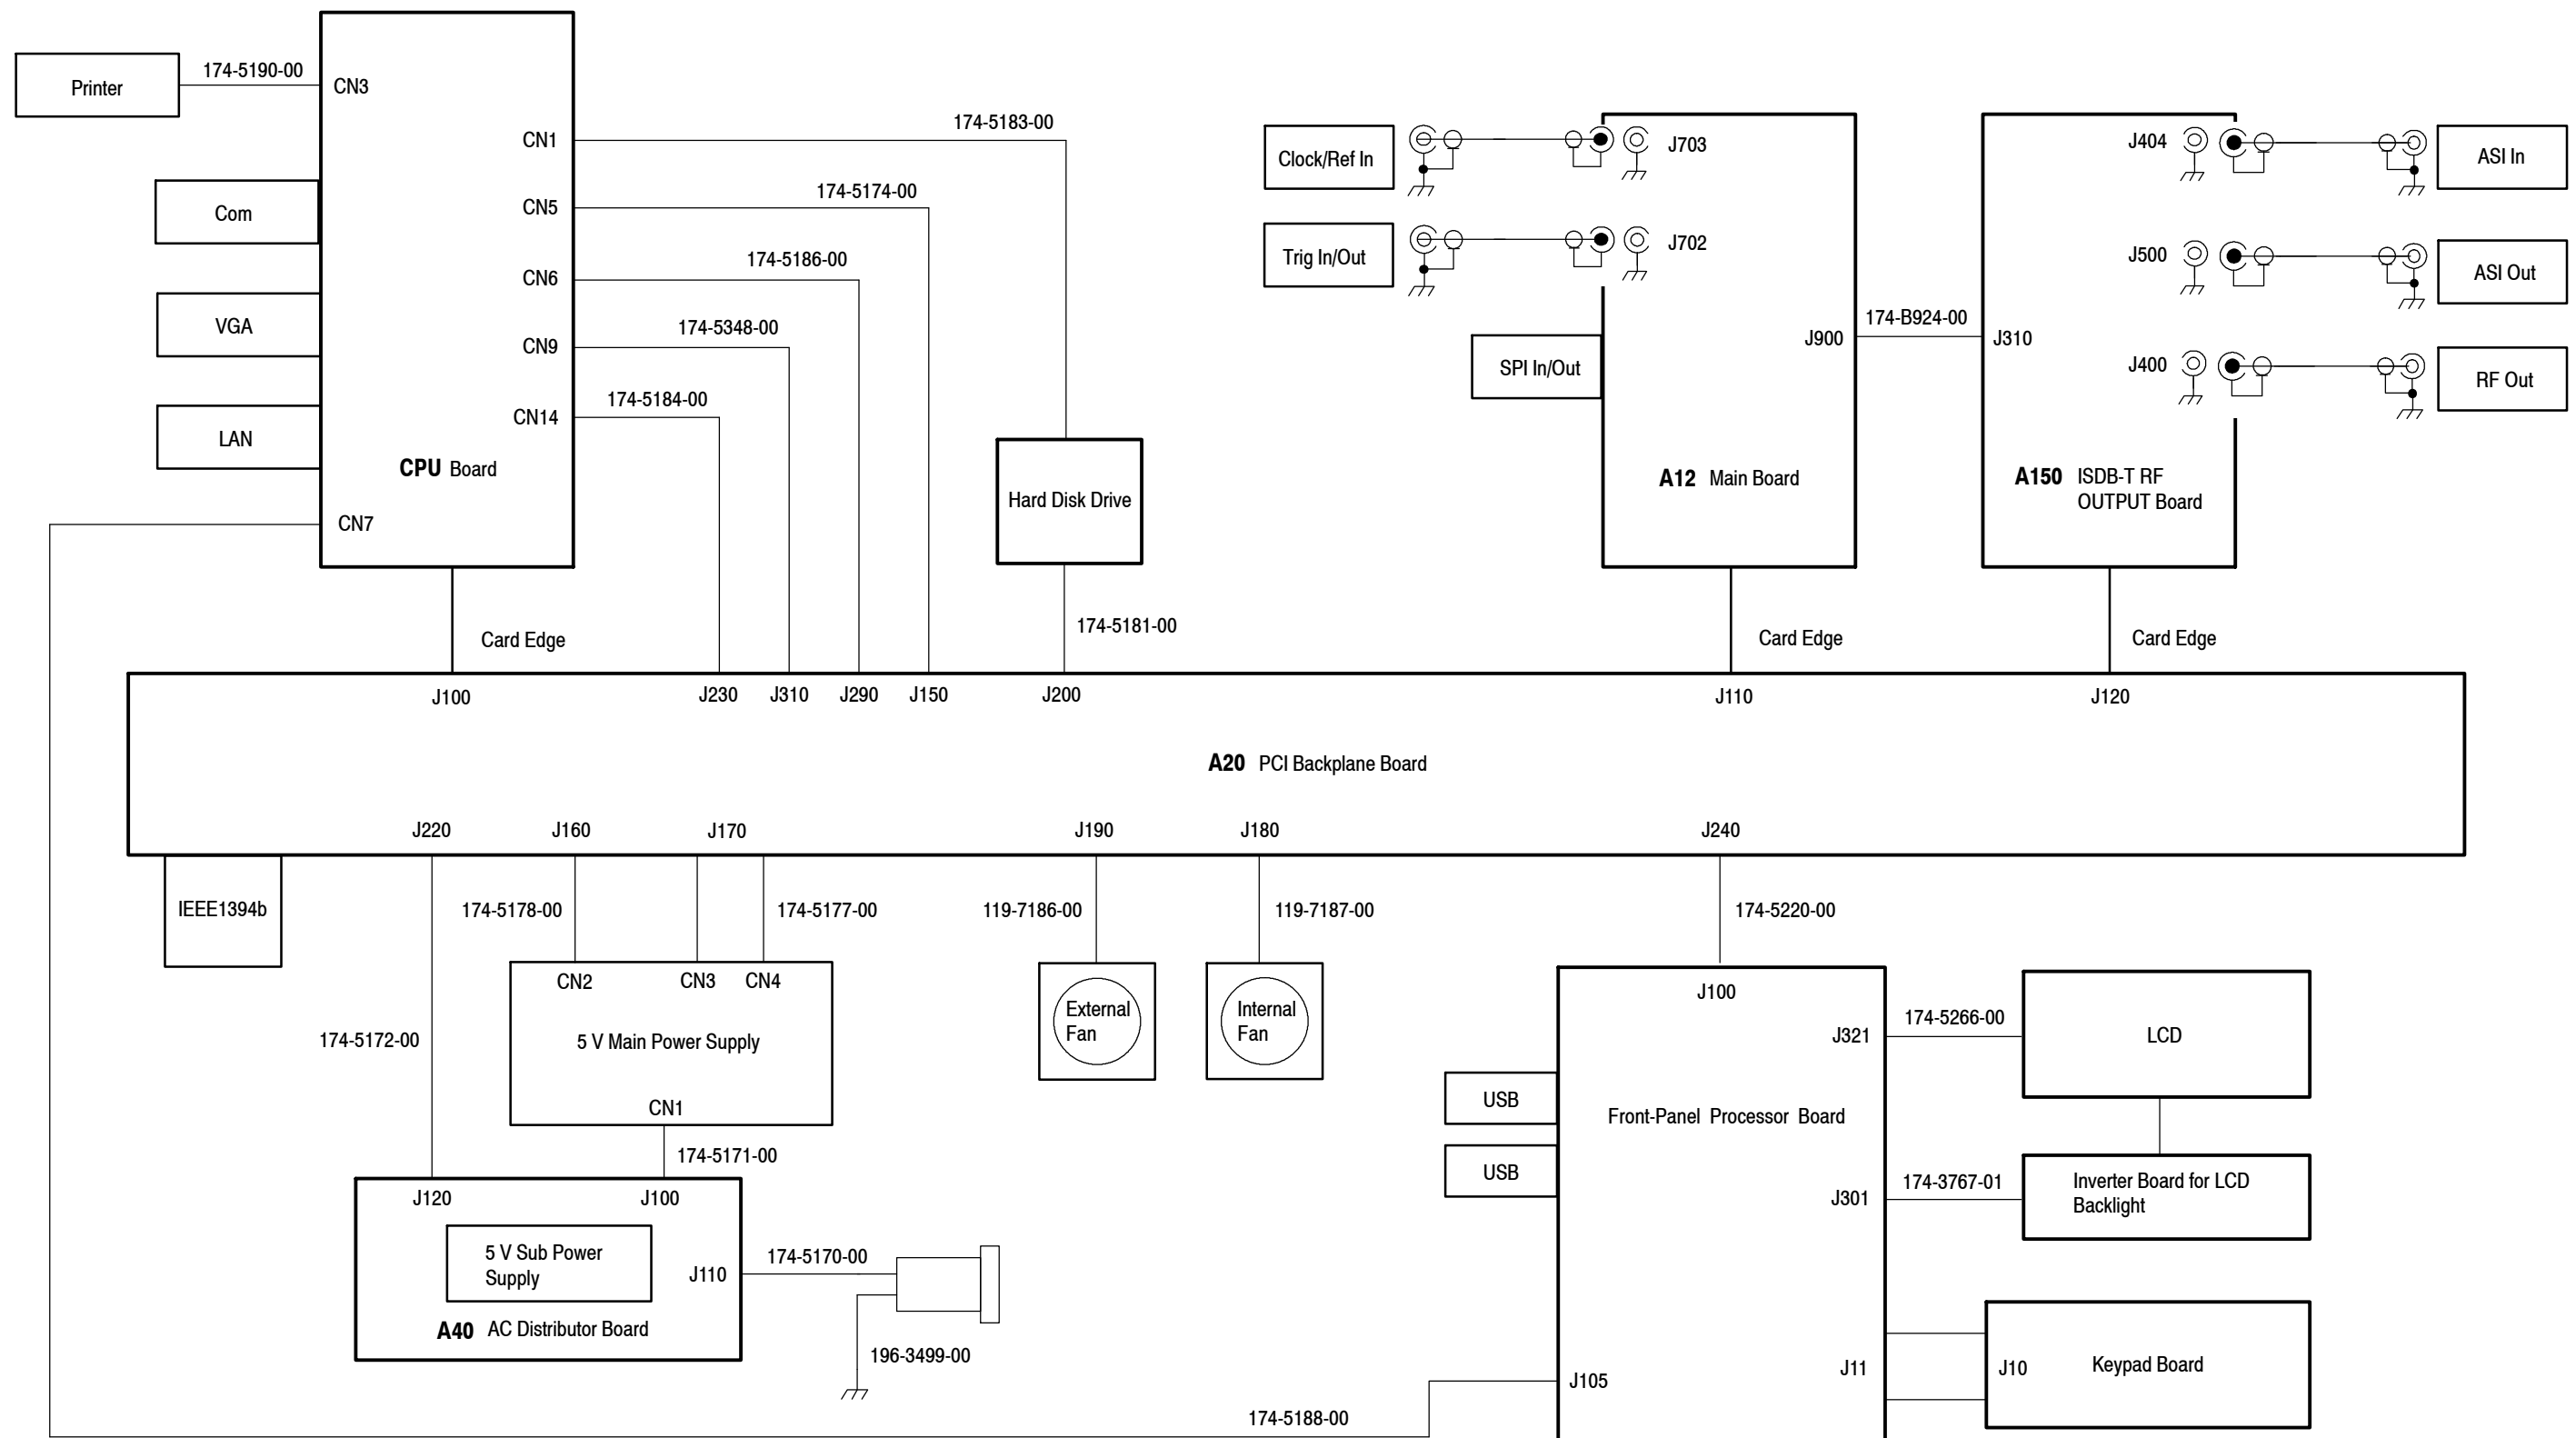 Printer
174-5190-00
CN3
CN1
174-5183-00
Com
CN5
174-5174-00
CN6
174-5186-00
VGA
CN9
174-5348-00
LAN
CN14
174-5184-00
CPU Board
CN7
Hard Disk Drive
Card Edge
174-5181-00
Clock/Ref In
J703
Trig In/Out
J702
SPI In/Out
J900
174-B924-00
J310
A12 Main Board
J404
ASI In
J500
ASI Out
J400
RF Out
A150 ISDB-T RF
OUTPUT Board
Card Edge
Card Edge
J100
J230
J310
J290
J150
J200
J110
J120
A20 PCI Backplane Board
J220
J160
J170
J190
J180
J240
IEEE1394b
174-5178-00
174-5177-00
119-7186-00
119-7187-00
174-5220-00
174-5172-00
CN2
CN3
CN4
5 V Main Power Supply
CN1
External
Fan
Internal
Fan
174-5171-00
J120
J100
5 V Sub Power
Supply
J110
174-5170-00
A40 AC Distributor Board
196-3499-00
J100
J321
174-5266-00
LCD
USB
Front-Panel Processor Board
USB
J301
174-3767-01
Inverter Board for LCD
Backlight
J11
J10
Keypad Board
J105
174-5188-00